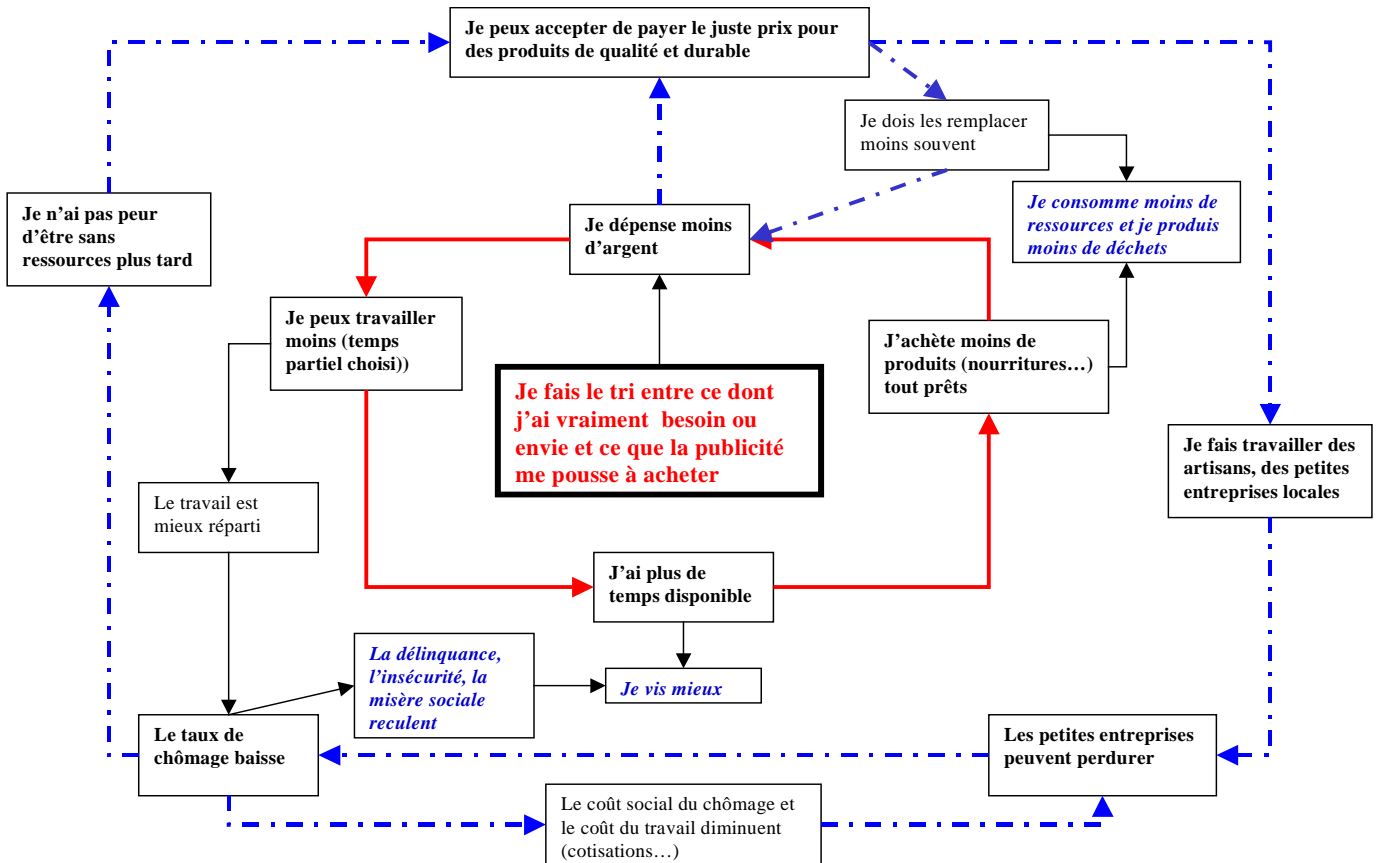 Je peux accepter de payer le juste prix pour
des produits de qualité et durable
Je dois les remplacer
moins souvent
Je n'ai pas peur
d'être sans
ressources plus tard
Je dépense moins
d'argent
Je consomme moins de
ressources et je produis
moins de déchets
Je peux travailler
moins (temps
partiel choisi))
J'achète moins de
produits (nourritures…)
tout prêts
Je fais le tri entre ce dont
j'ai vraiment  besoin ou
envie et ce que la publicité
me pousse à acheter
Je fais travailler des
artisans, des petites
entreprises locales
Le travail est
mieux réparti
J'ai plus de
temps disponible
La délinquance,
l'insécurité, la
misère sociale
reculent
Je vis mieux
Le taux de
chômage baisse
Les petites entreprises
peuvent perdurer
Le coût social du chômage et
le coût du travail diminuent
(cotisations…)